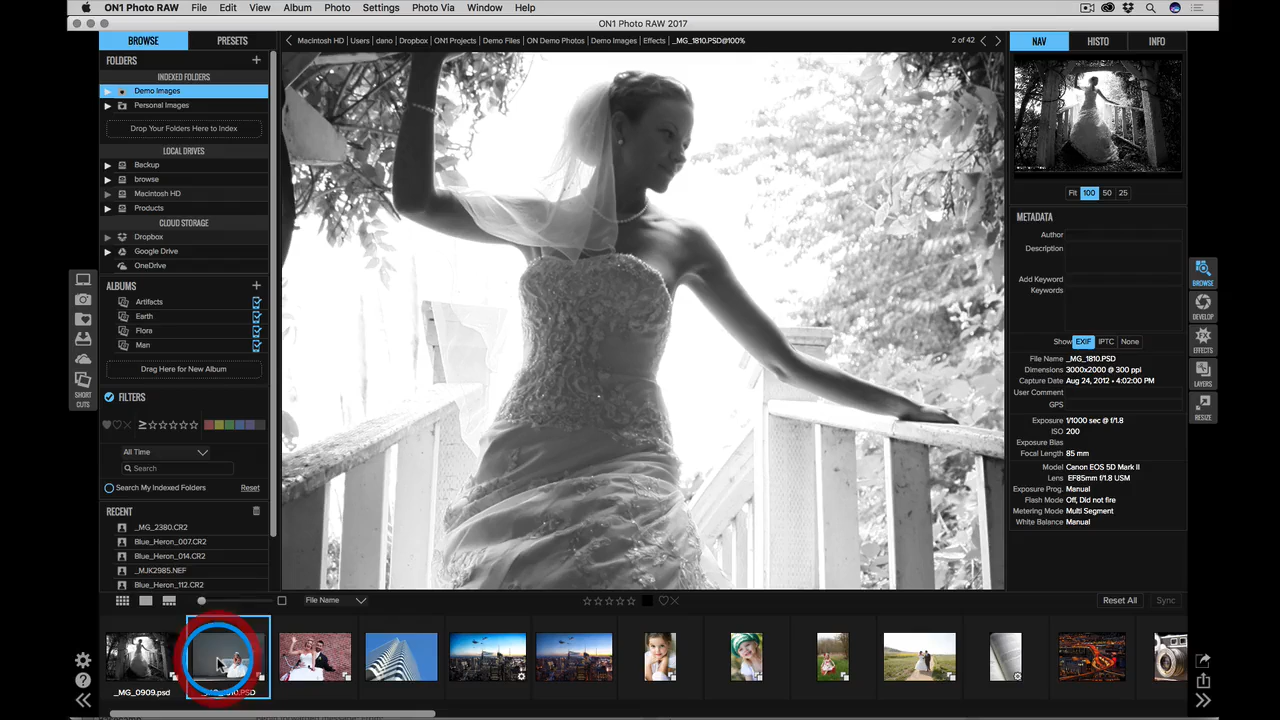 ON1 Photo RAW File Edit View Album Photo Settings Photo Via Window Help
ON1 Photo RAW 2017
BROWSE PRESETS
Macintosh HD Users dano Dropbox ON1 Projects Demo Files ON Demo Photos Demo Images Effects _MG_1810.PSD@100%
2 of 42
NAV HISTO INFO
FOLDERS
INDEXED FOLDERS
Demo Images
Personal Images
Drop Your Folders Here to Index
LOCAL DRIVES
Backup
browse
Macintosh HD
Products
CLOUD STORAGE
Dropbox
Google Drive
OneDrive
ALBUMS
Artifacts
Earth
Flora
Man
Drag Here for New Album
FILTERS
All Time
Search
Search My Indexed Folders Reset
RECENT
_MG_2380.CR2
Blue_Heron_007.CR2
Blue_Heron_014.CR2
_MJK2985.NEF
Blue_Heron_112.CR2
SHORT
CUTS
Fit 100 50 25
METADATA
Author
Description
Add Keyword
Keywords
Show EXIF IPTC None
File Name _MG_1810.PSD
Dimensions 3000x2000 @ 300 ppi
Capture Date Aug 24, 2012 • 4:02:00 PM
User Comment
GPS
Exposure 1/1000 sec @ f/1.8
ISO 200
Exposure Bias
Focal Length 85 mm
Model Canon EOS 5D Mark II
Lens EF85mm f/1.8 USM
Exposure Prog. Manual
Flash Mode Off, Did not fire
Metering Mode Multi Segment
White Balance Manual
BROWSE
DEVELOP
EFFECTS
LAYERS
RESIZE
File Name
Reset All Sync
_MG_0909.psd